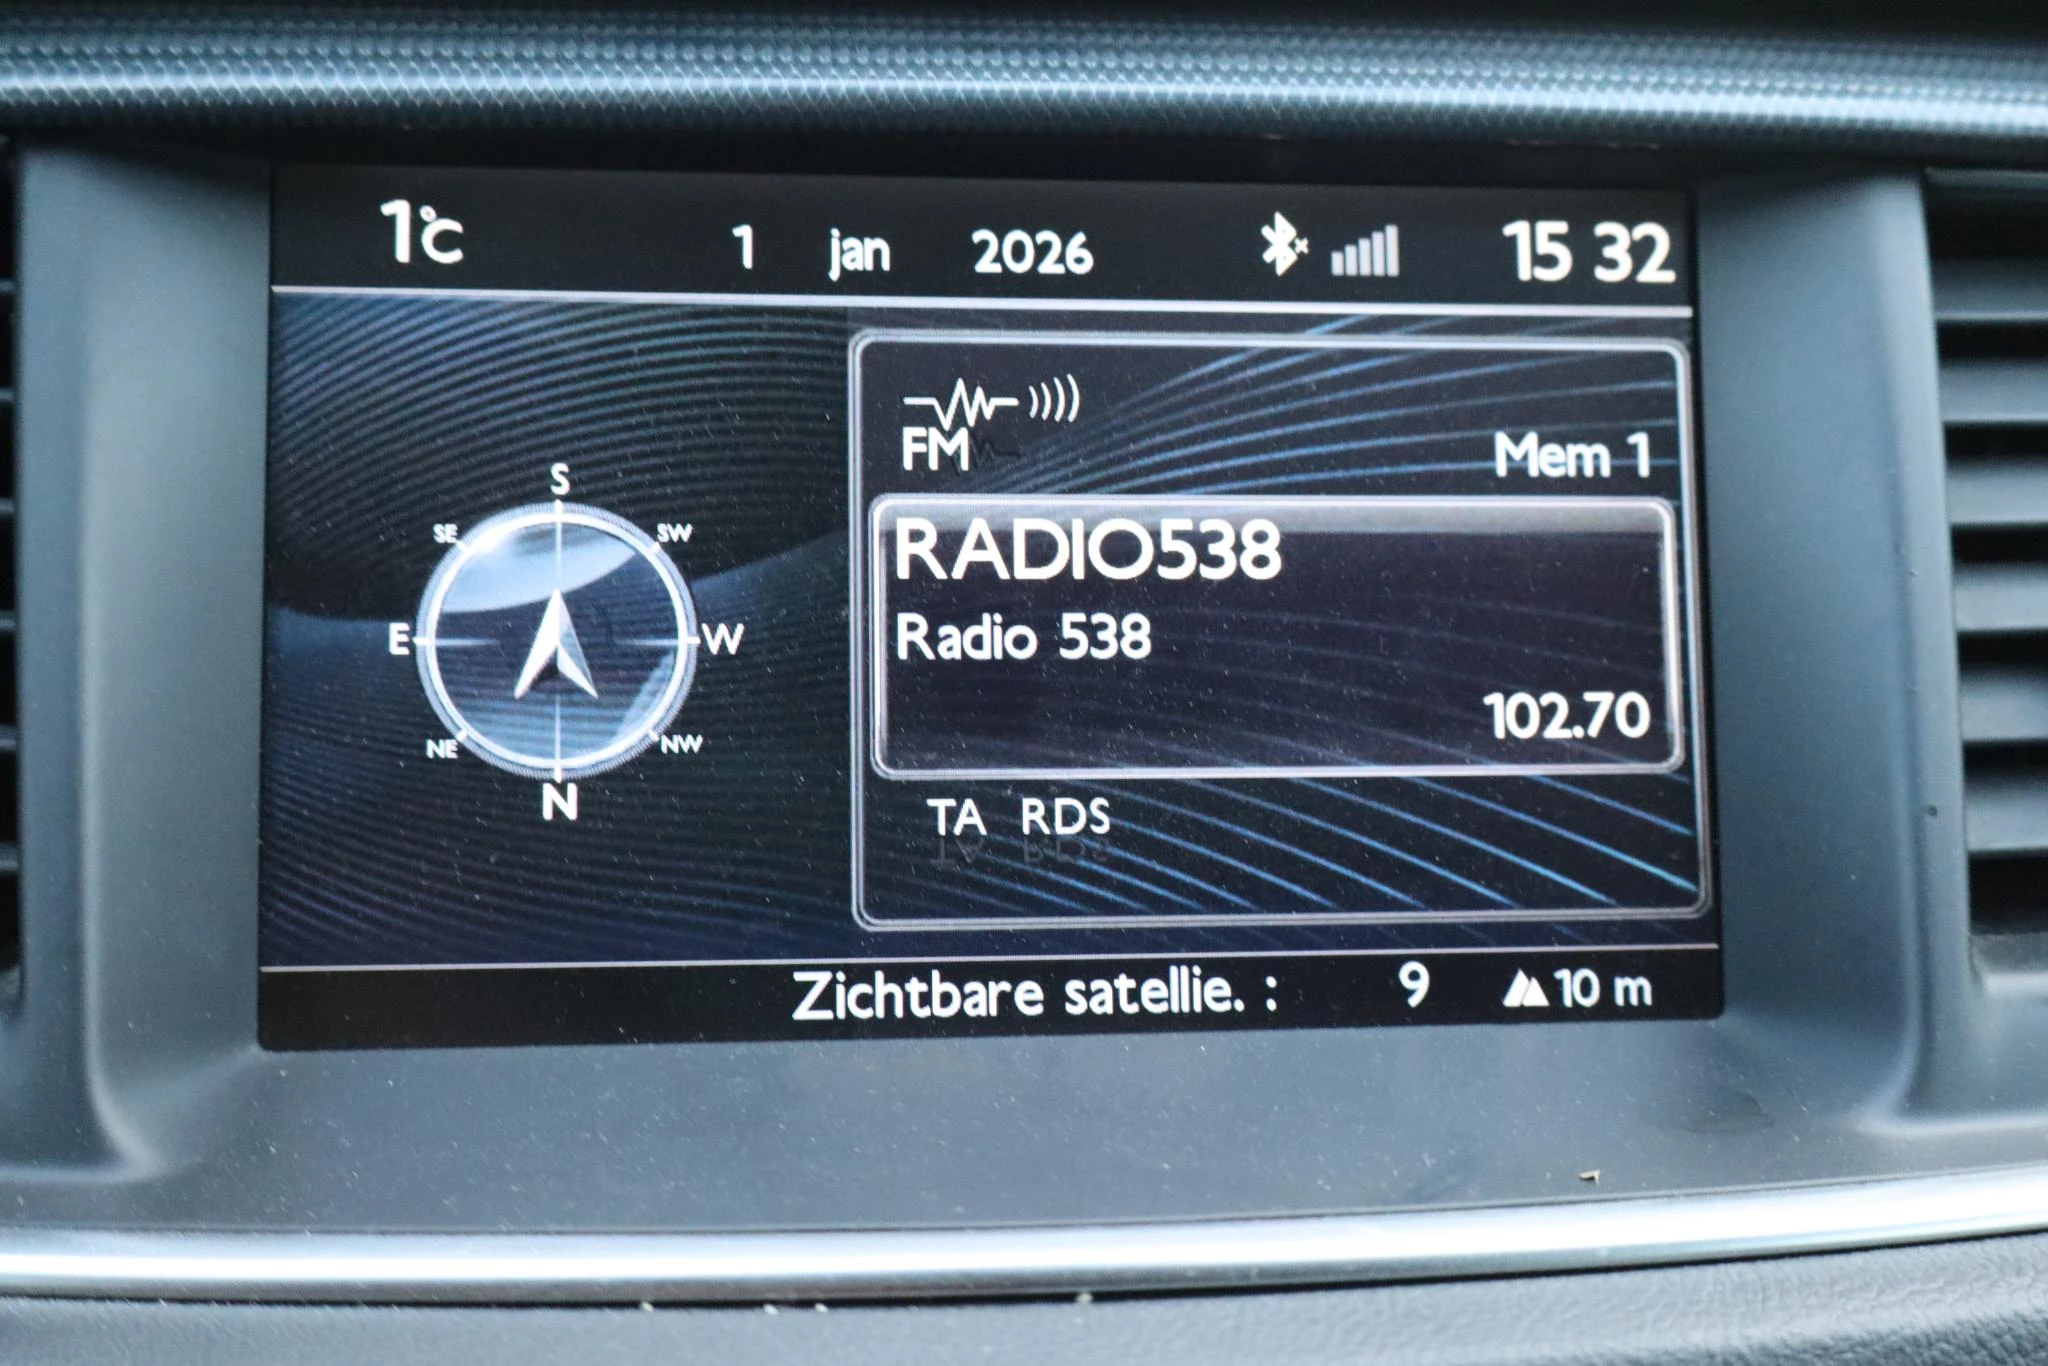 1°C 1 jan 2026 15 32
FM
Mem 1
RADIO538
Radio 538
102.70
TA RDS
S
SE SW
E W
NE NW
N
Zichtbare satellie. : 9 10 m